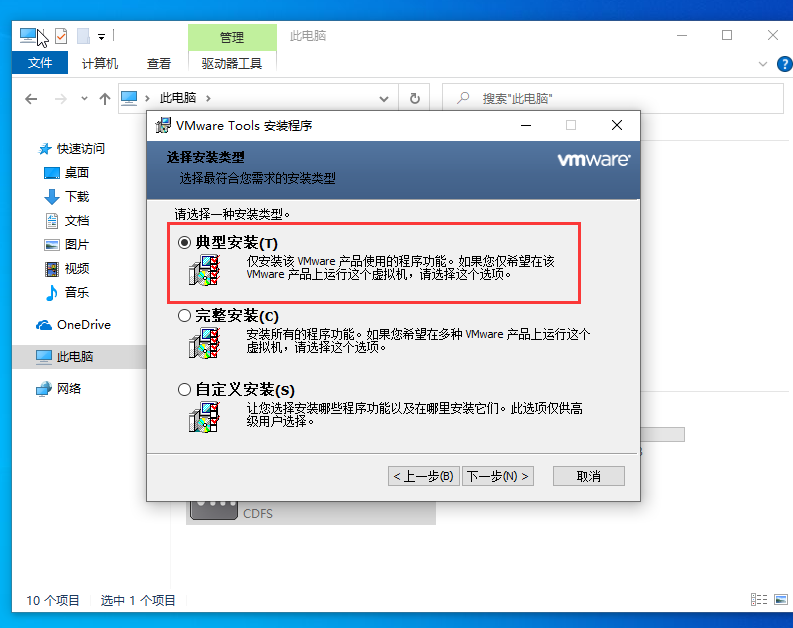 管理
此电脑
文件
计算机
查看
驱动器工具
此电脑
搜索"此电脑"
快速访问
桌面
下载
文档
图片
视频
音乐
OneDrive
此电脑
网络
VMware Tools 安装程序
选择安装类型
选择最符合您需求的安装类型
vmware
请选择一种安装类型。
典型安装(T)
仅安装该 VMware 产品使用的程序功能。如果您仅希望在该
VMware 产品上运行这个虚拟机，请选择这个选项。
完整安装(C)
安装所有的程序功能。如果您希望在多种 VMware 产品上运行这个
虚拟机，请选择这个选项。
自定义安装(S)
让您选择安装哪些程序功能以及在哪里安装它们。此选项仅供高
级用户选择。
< 上一步(B)
下一步(N) >
取消
CDFS
10 个项目
选中 1 个项目